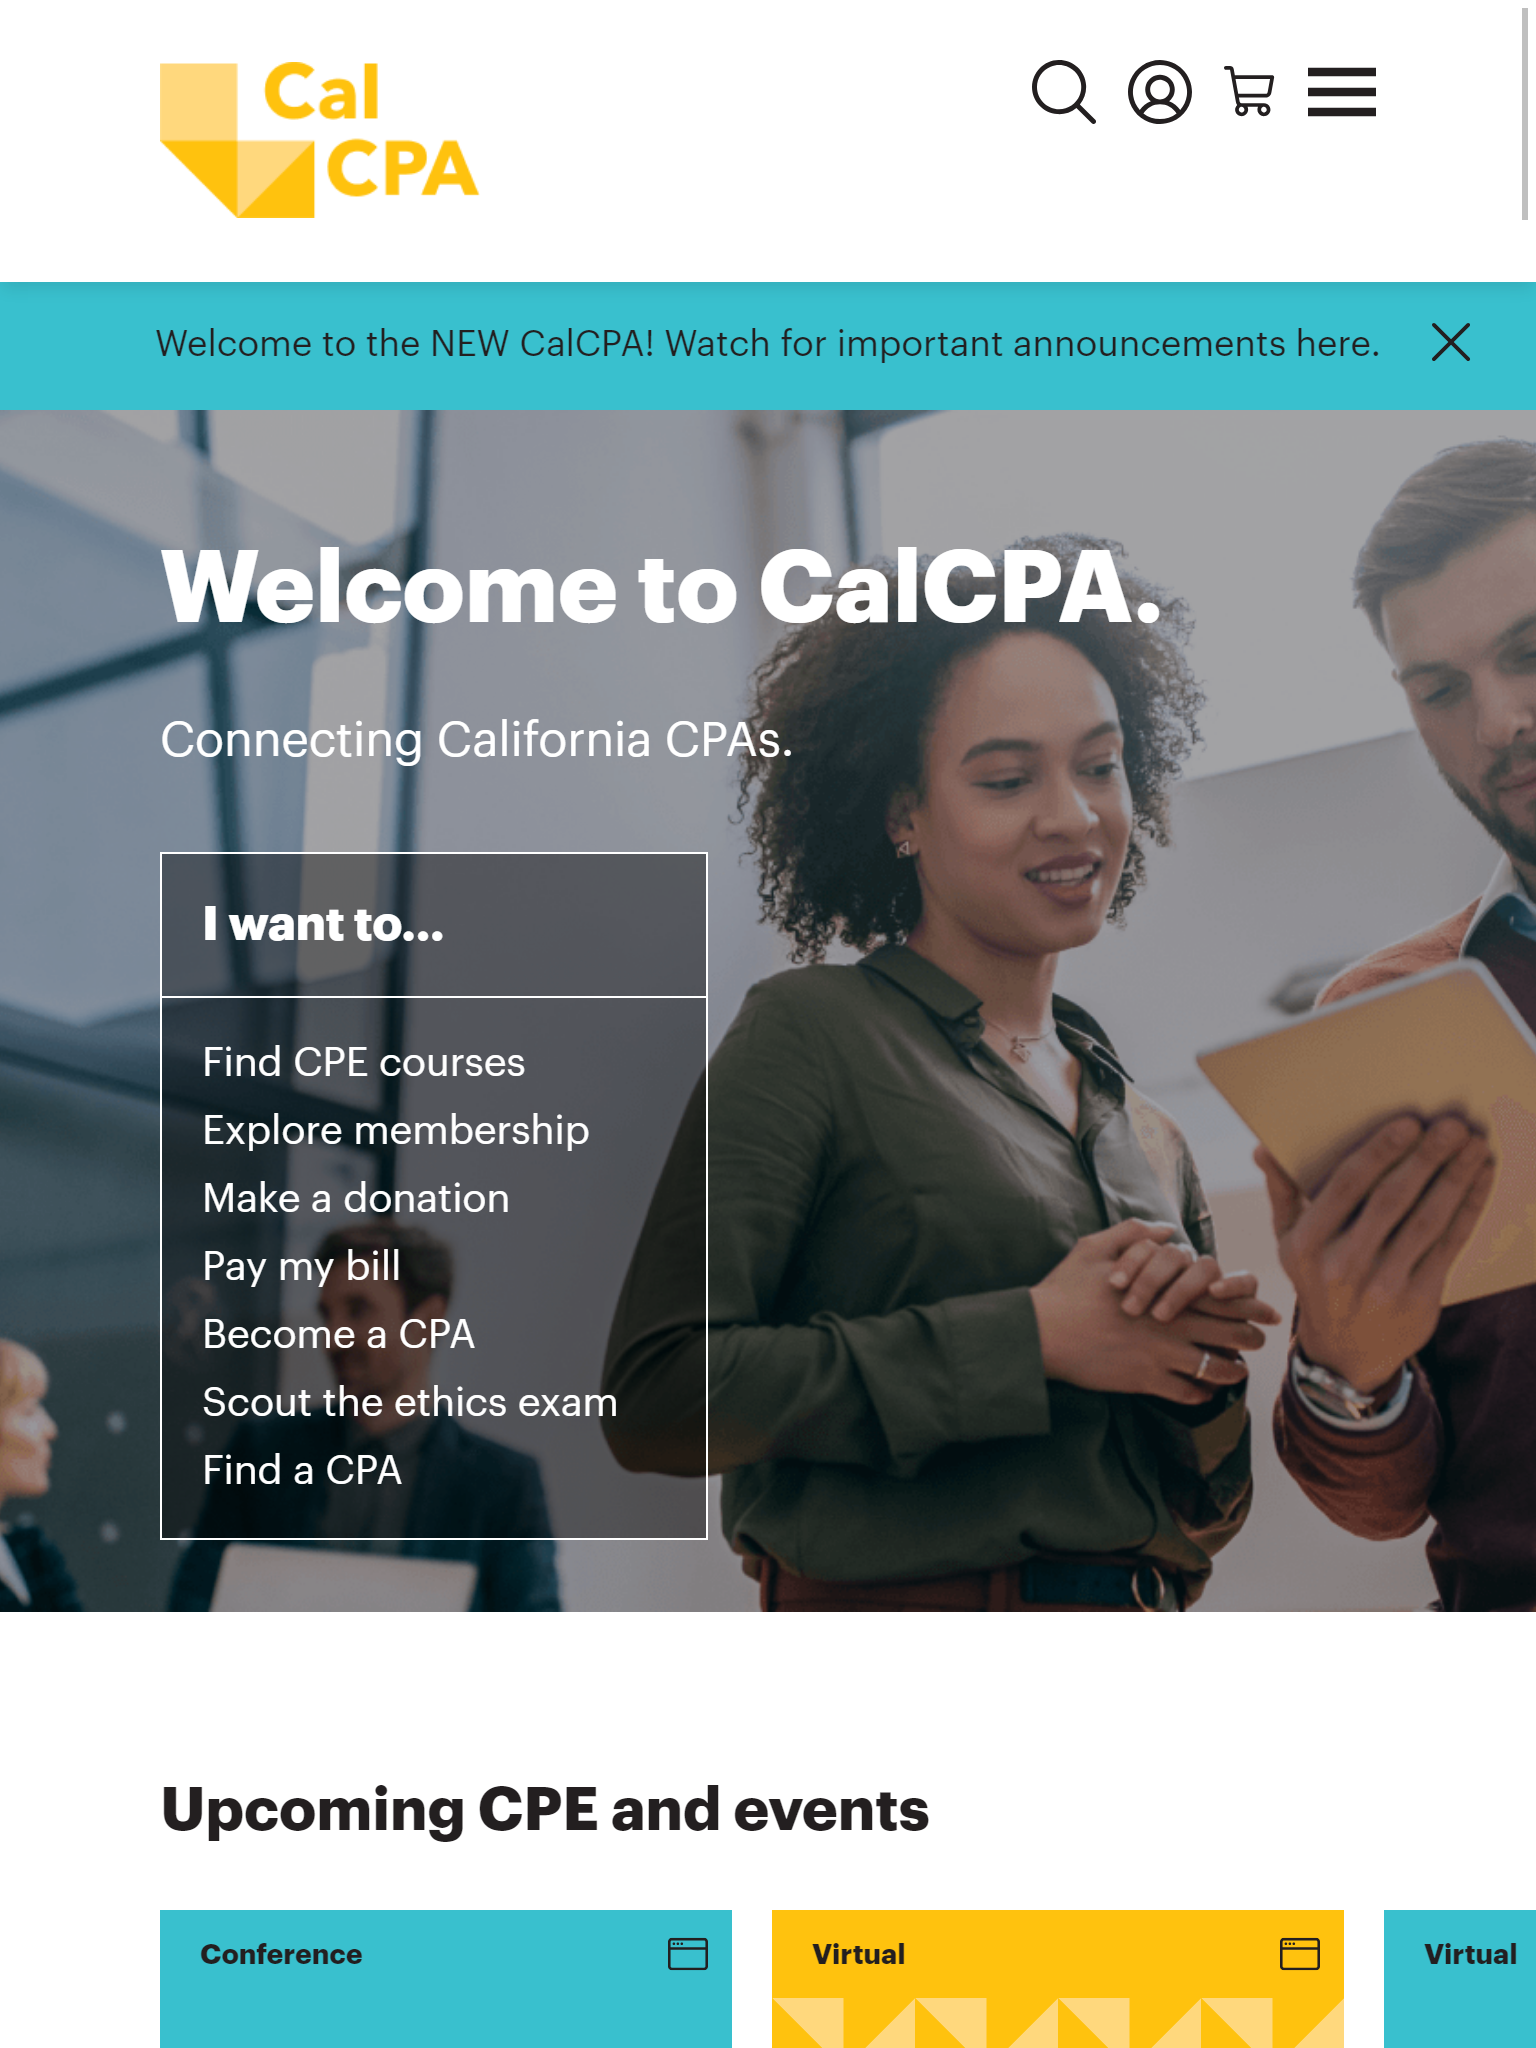 Cal
CPA
Welcome to the NEW CalCPA! Watch for important announcements here.
Welcome to CalCPA.
Connecting California CPAs.
I want to...
Find CPE courses
Explore membership
Make a donation
Pay my bill
Become a CPA
Scout the ethics exam
Find a CPA
Upcoming CPE and events
Conference
Virtual
Virtual